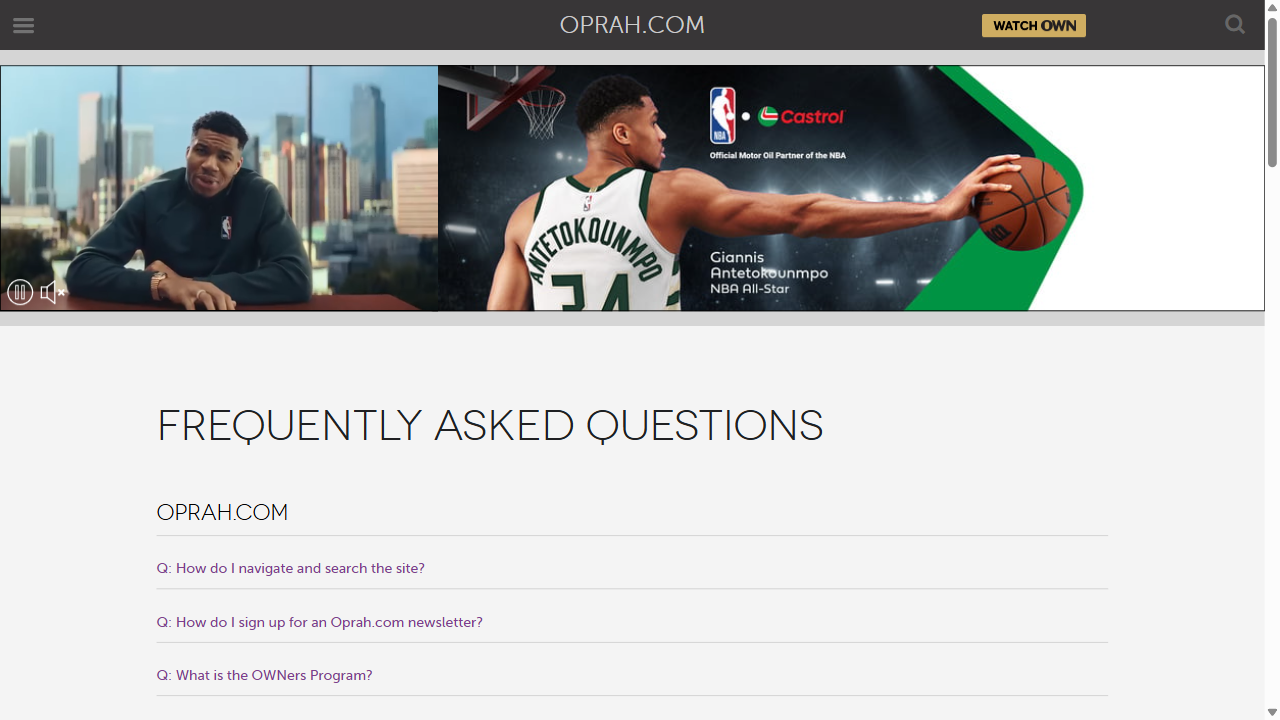 OPRAH.COM
WATCH OWN
NBA
Castrol
Official Motor Oil Partner of the NBA
ANTETOKOUNMPO
34
Giannis
Antetokounmpo
NBA All-Star
FREQUENTLY ASKED QUESTIONS
OPRAH.COM
Q: How do I navigate and search the site?
Q: How do I sign up for an Oprah.com newsletter?
Q: What is the OWNers Program?